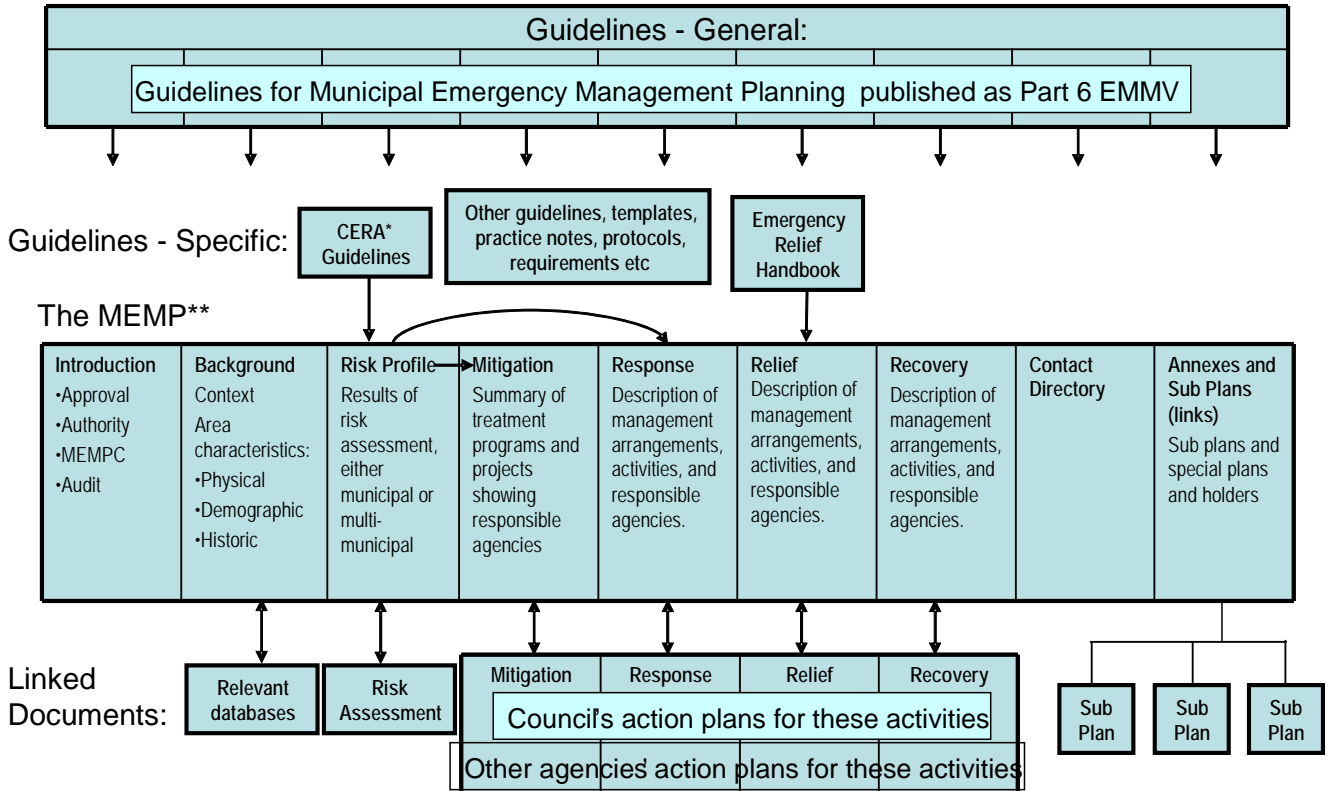 Guidelines - General:
Guidelines for Municipal Emergency Management Planning published as Part 6 EMMV
Guidelines - Specific:
CERA*
Guidelines
Other guidelines, templates,
practice notes, protocols,
requirements etc
Emergency
Relief
Handbook
The MEMP**
Introduction
•Approval
•Authority
•MEMPC
•Audit
Background
Context
Area
characteristics:
•Physical
•Demographic
•Historic
Risk Profile
Results of
risk
assessment,
either
municipal or
multi-
municipal
Mitigation
Summary of
treatment
programs and
projects
showing
responsible
agencies
Response
Description of
management
arrangements,
activities, and
responsible
agencies.
Relief
Description of
management
arrangements,
activities, and
responsible
agencies.
Recovery
Description of
management
arrangements,
activities, and
responsible
agencies.
Contact
Directory
Annexes and
Sub Plans
(links)
Sub plans and
special plans
and holders
Linked
Documents:
Relevant
databases
Risk
Assessment
Mitigation
Response
Relief
Recovery
Council's action plans for these activities
Other agencies' action plans for these activities
Sub
Plan
Sub
Plan
Sub
Plan